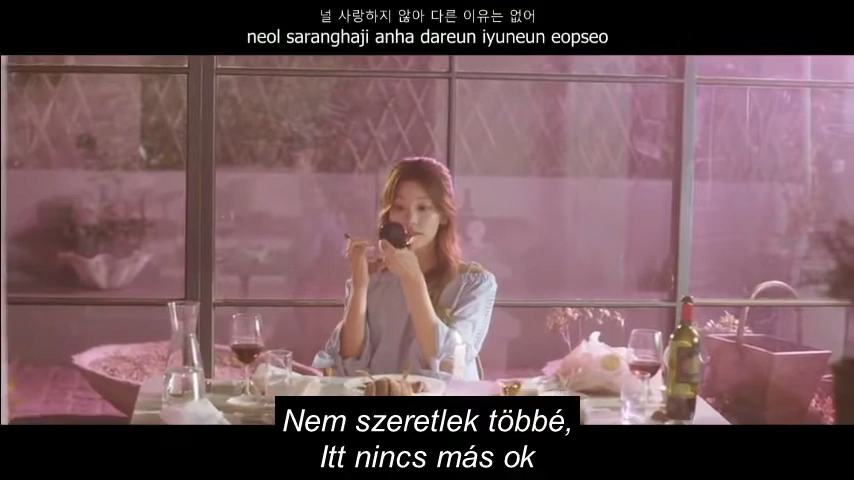 널 사랑하지 않아 다른 이유는 없어
neol saranghaji anha dareun iyuneun eopseo
Nem szeretlek többé,
Itt nincs más ok